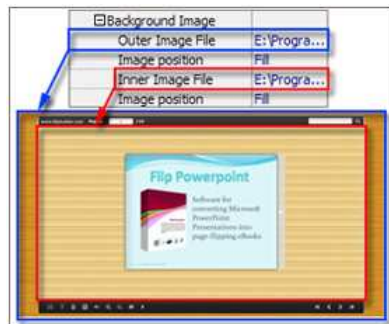 Background Image
Outer Image File E:\Progra...
Image position Fill
Inner Image File E:\Progra...
Image position Fill
Flip Powerpoint
Software for
converting Microsoft
PowerPoint
Presentations into
page flipping eBooks